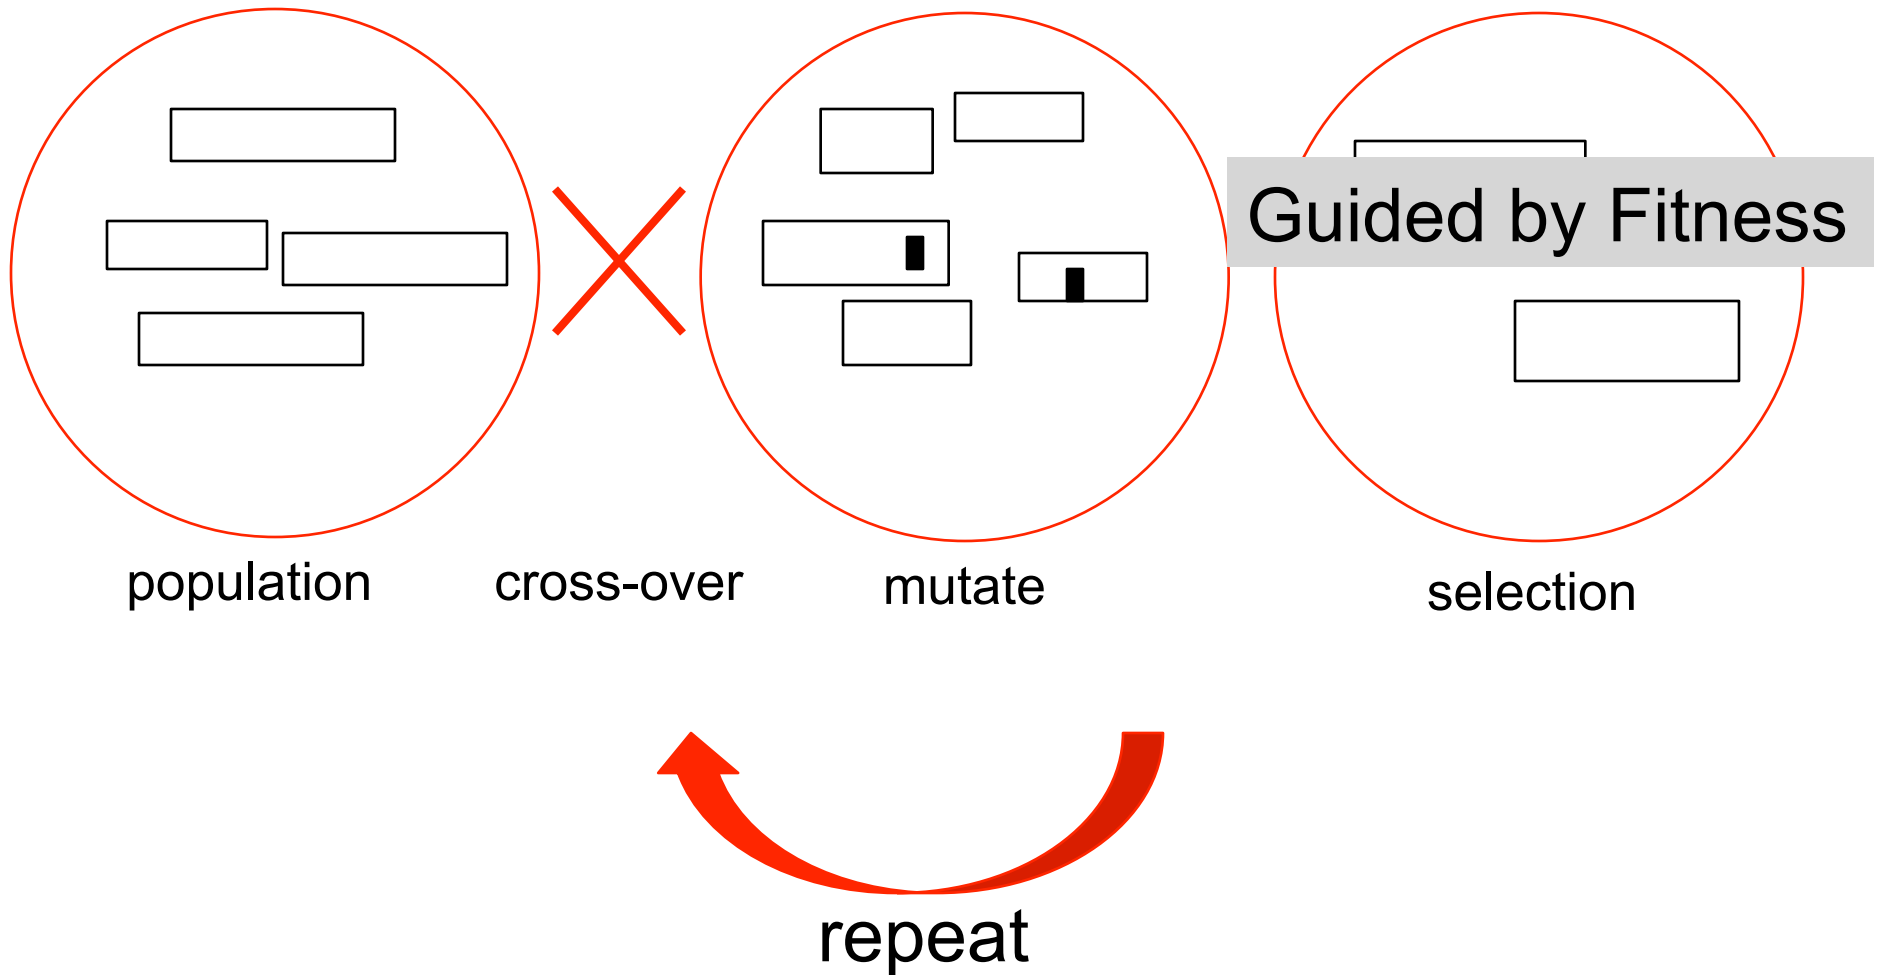 Guided by Fitness
population
cross-over
mutate
selection
repeat